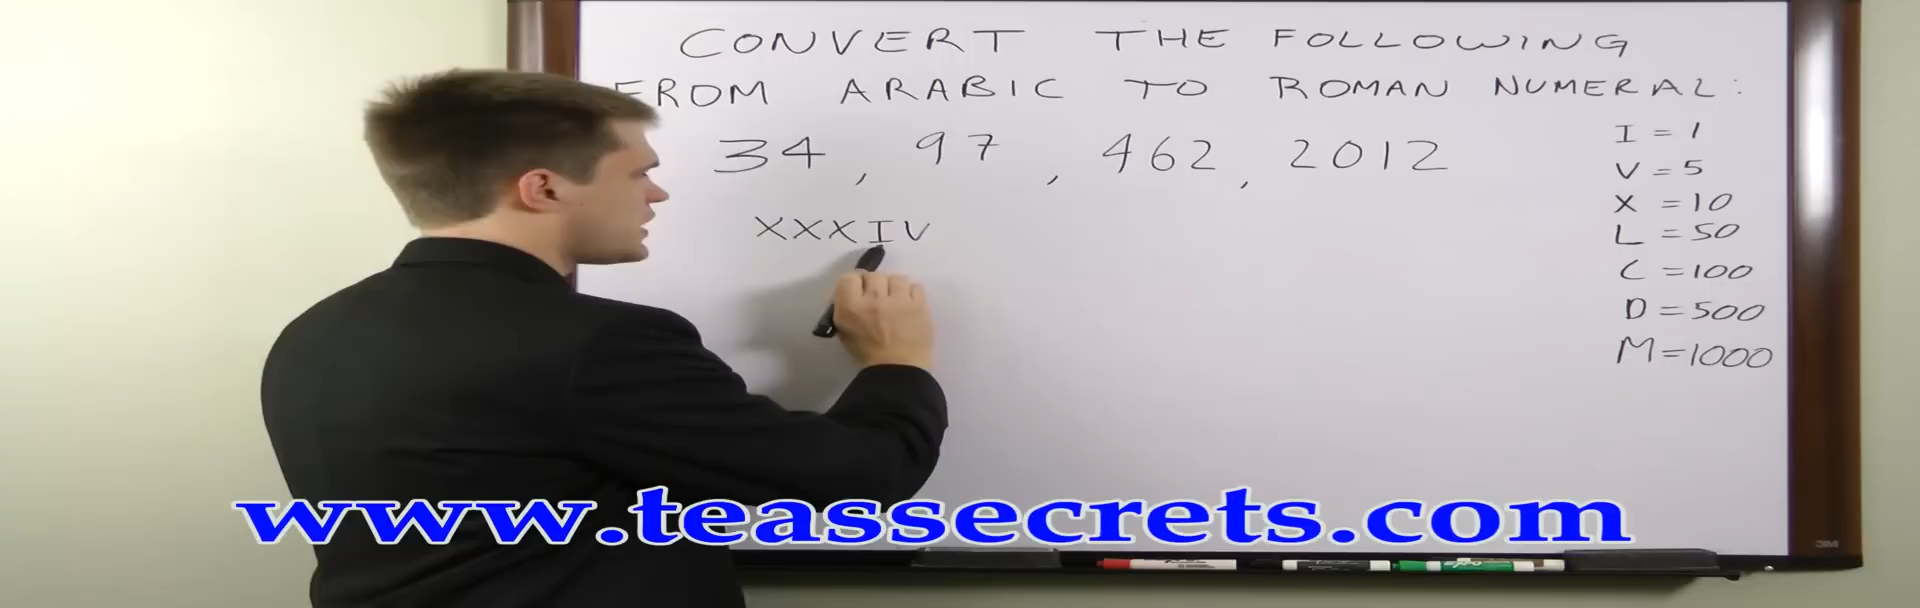 CONVERT THE FOLLOWING
FROM ARABIC TO ROMAN NUMERAL:
34, 97, 462, 2012
XXXIV
I = 1
V = 5
X = 10
L = 50
C = 100
D = 500
M = 1000
www.teassecrets.com
3M